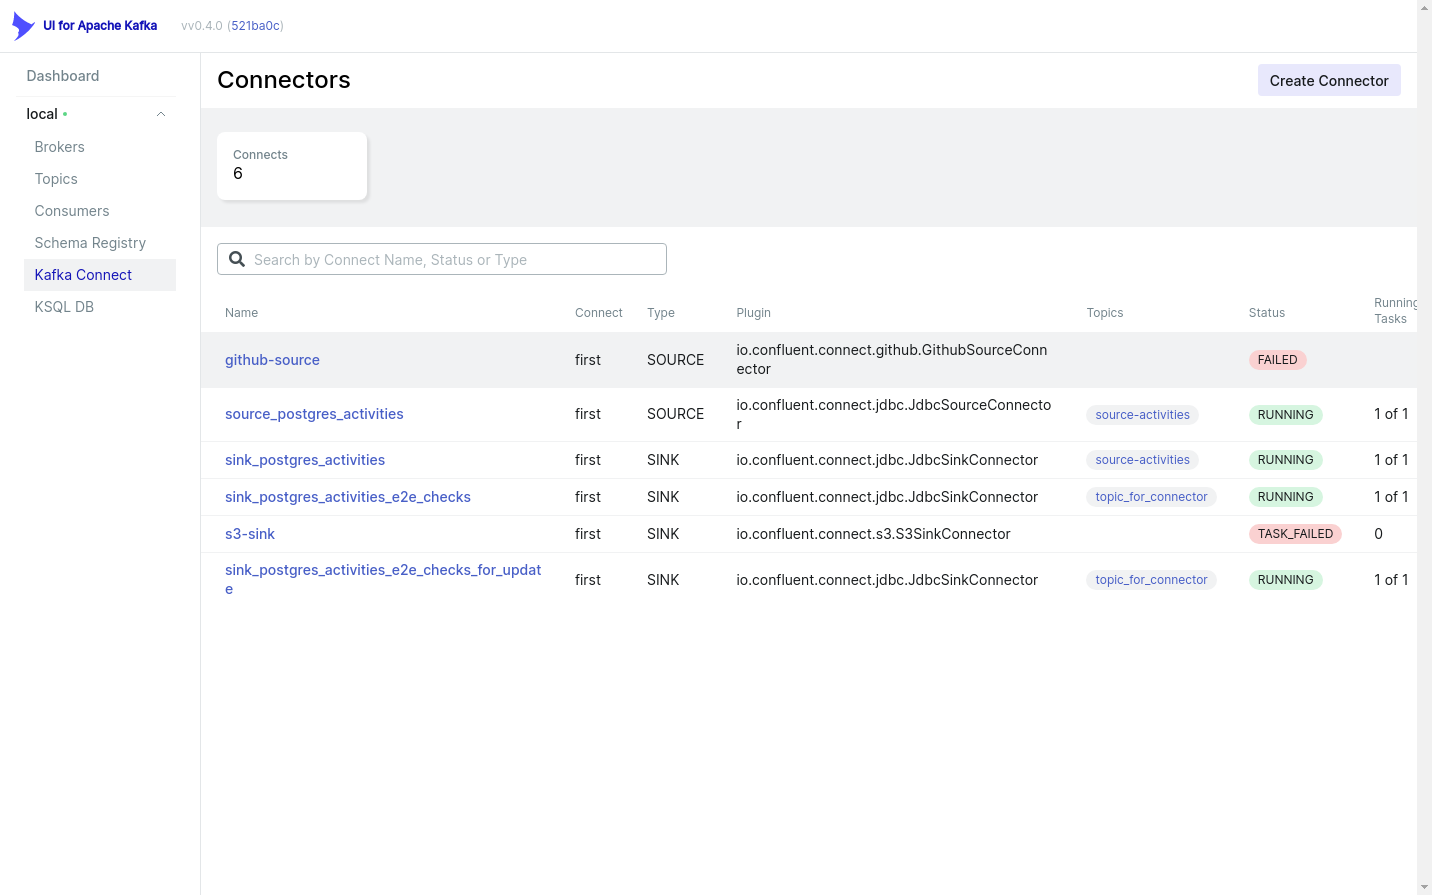 UI for Apache Kafka
vv0.4.0 (521ba0c)
Dashboard
local
Brokers
Topics
Consumers
Schema Registry
Kafka Connect
KSQL DB
Connectors
Create Connector
Connects
6
Search by Connect Name, Status or Type
Name Connect Type Plugin Topics Status Running Tasks
github-source first SOURCE io.confluent.connect.github.GithubSourceConn
ector FAILED
source_postgres_activities first SOURCE io.confluent.connect.jdbc.JdbcSourceConnecto
r source-activities RUNNING 1 of 1
sink_postgres_activities first SINK io.confluent.connect.jdbc.JdbcSinkConnector source-activities RUNNING 1 of 1
sink_postgres_activities_e2e_checks first SINK io.confluent.connect.jdbc.JdbcSinkConnector topic_for_connector RUNNING 1 of 1
s3-sink first SINK io.confluent.connect.s3.S3SinkConnector TASK_FAILED 0
sink_postgres_activities_e2e_checks_for_updat
e first SINK io.confluent.connect.jdbc.JdbcSinkConnector topic_for_connector RUNNING 1 of 1